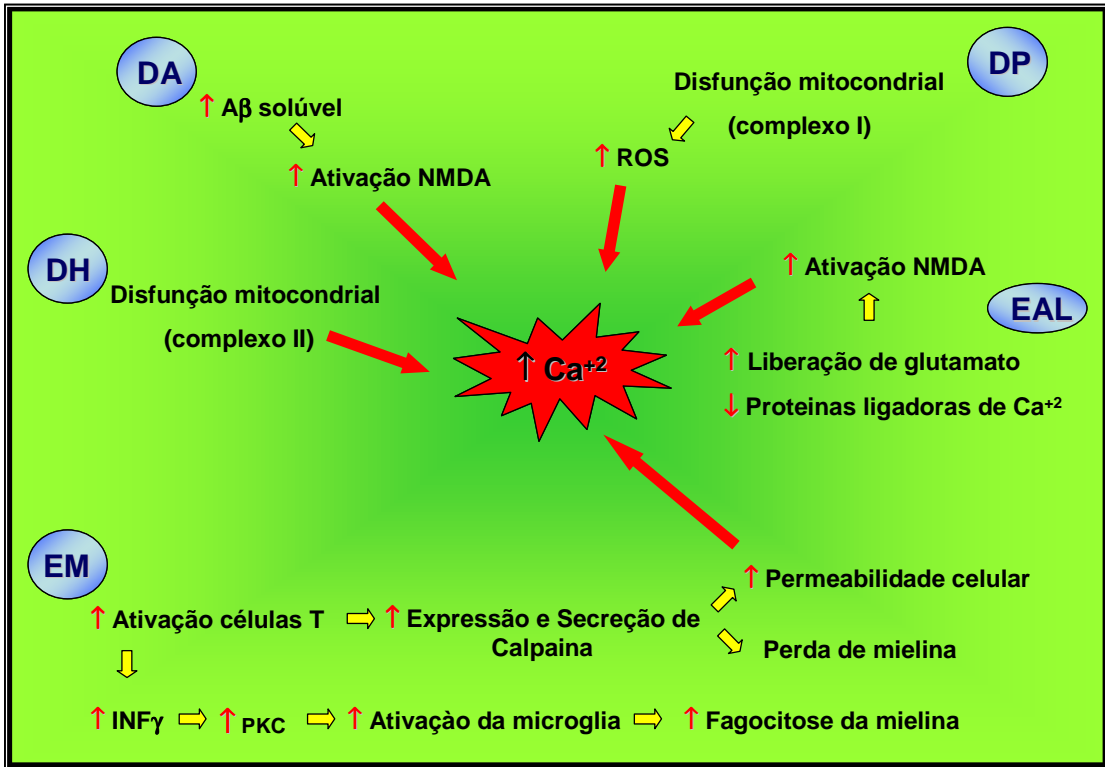 DA
↑ Aβ solúvel
↑ Ativação NMDA
DP
Disfunção mitocondrial
(complexo I)
↑ ROS
DH
Disfunção mitocondrial
(complexo II)
↑ Ca+2
EAL
↑ Ativação NMDA
↑ Liberação de glutamato
↓ Proteinas ligadoras de Ca+2
EM
↑ Ativação células T
↑ Expressão e Secreção de
Calpaina
↑ Permeabilidade celular
Perda de mielina
↑ INFγ
↑ PKC
↑ Ativaçào da microglia
↑ Fagocitose da mielina